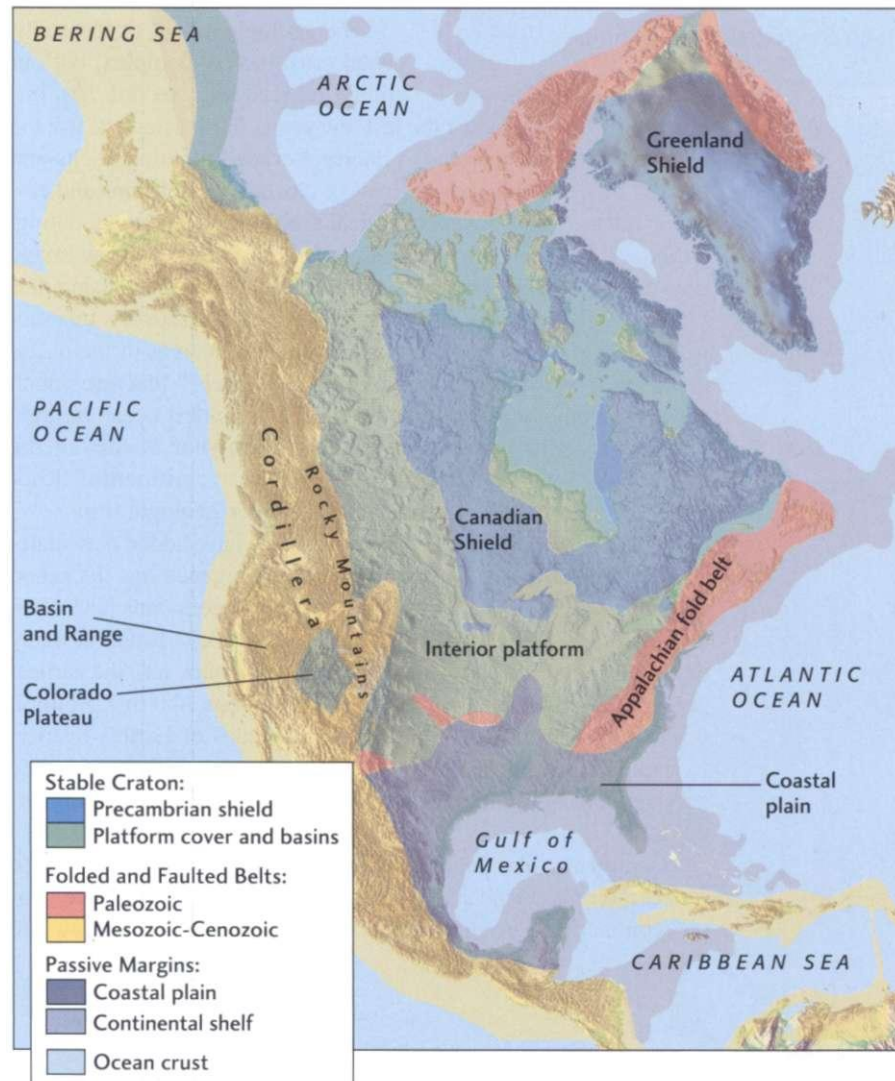 BERING SEA
ARCTIC
OCEAN
Greenland
Shield
PACIFIC
OCEAN
Cordillera
Rocky Mountains
Canadian
Shield
Basin
and Range
Interior platform
Appalachian fold belt
Colorado
Plateau
ATLANTIC
OCEAN
Coastal
plain
Gulf of
Mexico
CARIBBEAN SEA
Stable Craton:
Precambrian shield
Platform cover and basins
Folded and Faulted Belts:
Paleozoic
Mesozoic-Cenozoic
Passive Margins:
Coastal plain
Continental shelf
Ocean crust